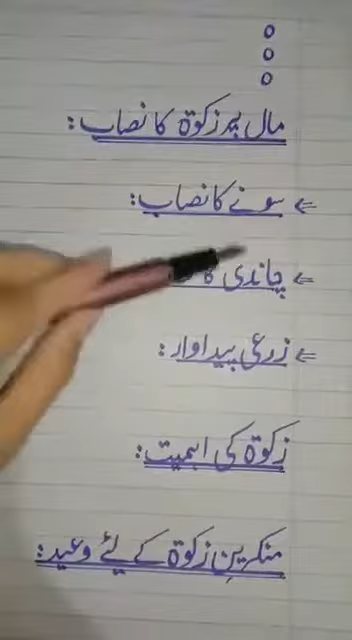 مال پر زکوٰۃ کا نصاب:
سونے کا نصاب:
چاندی کا
زرعی پیداوار:
زکوٰۃ کی اہمیت:
منکرینِ زکوٰۃ کے لئے وعید: